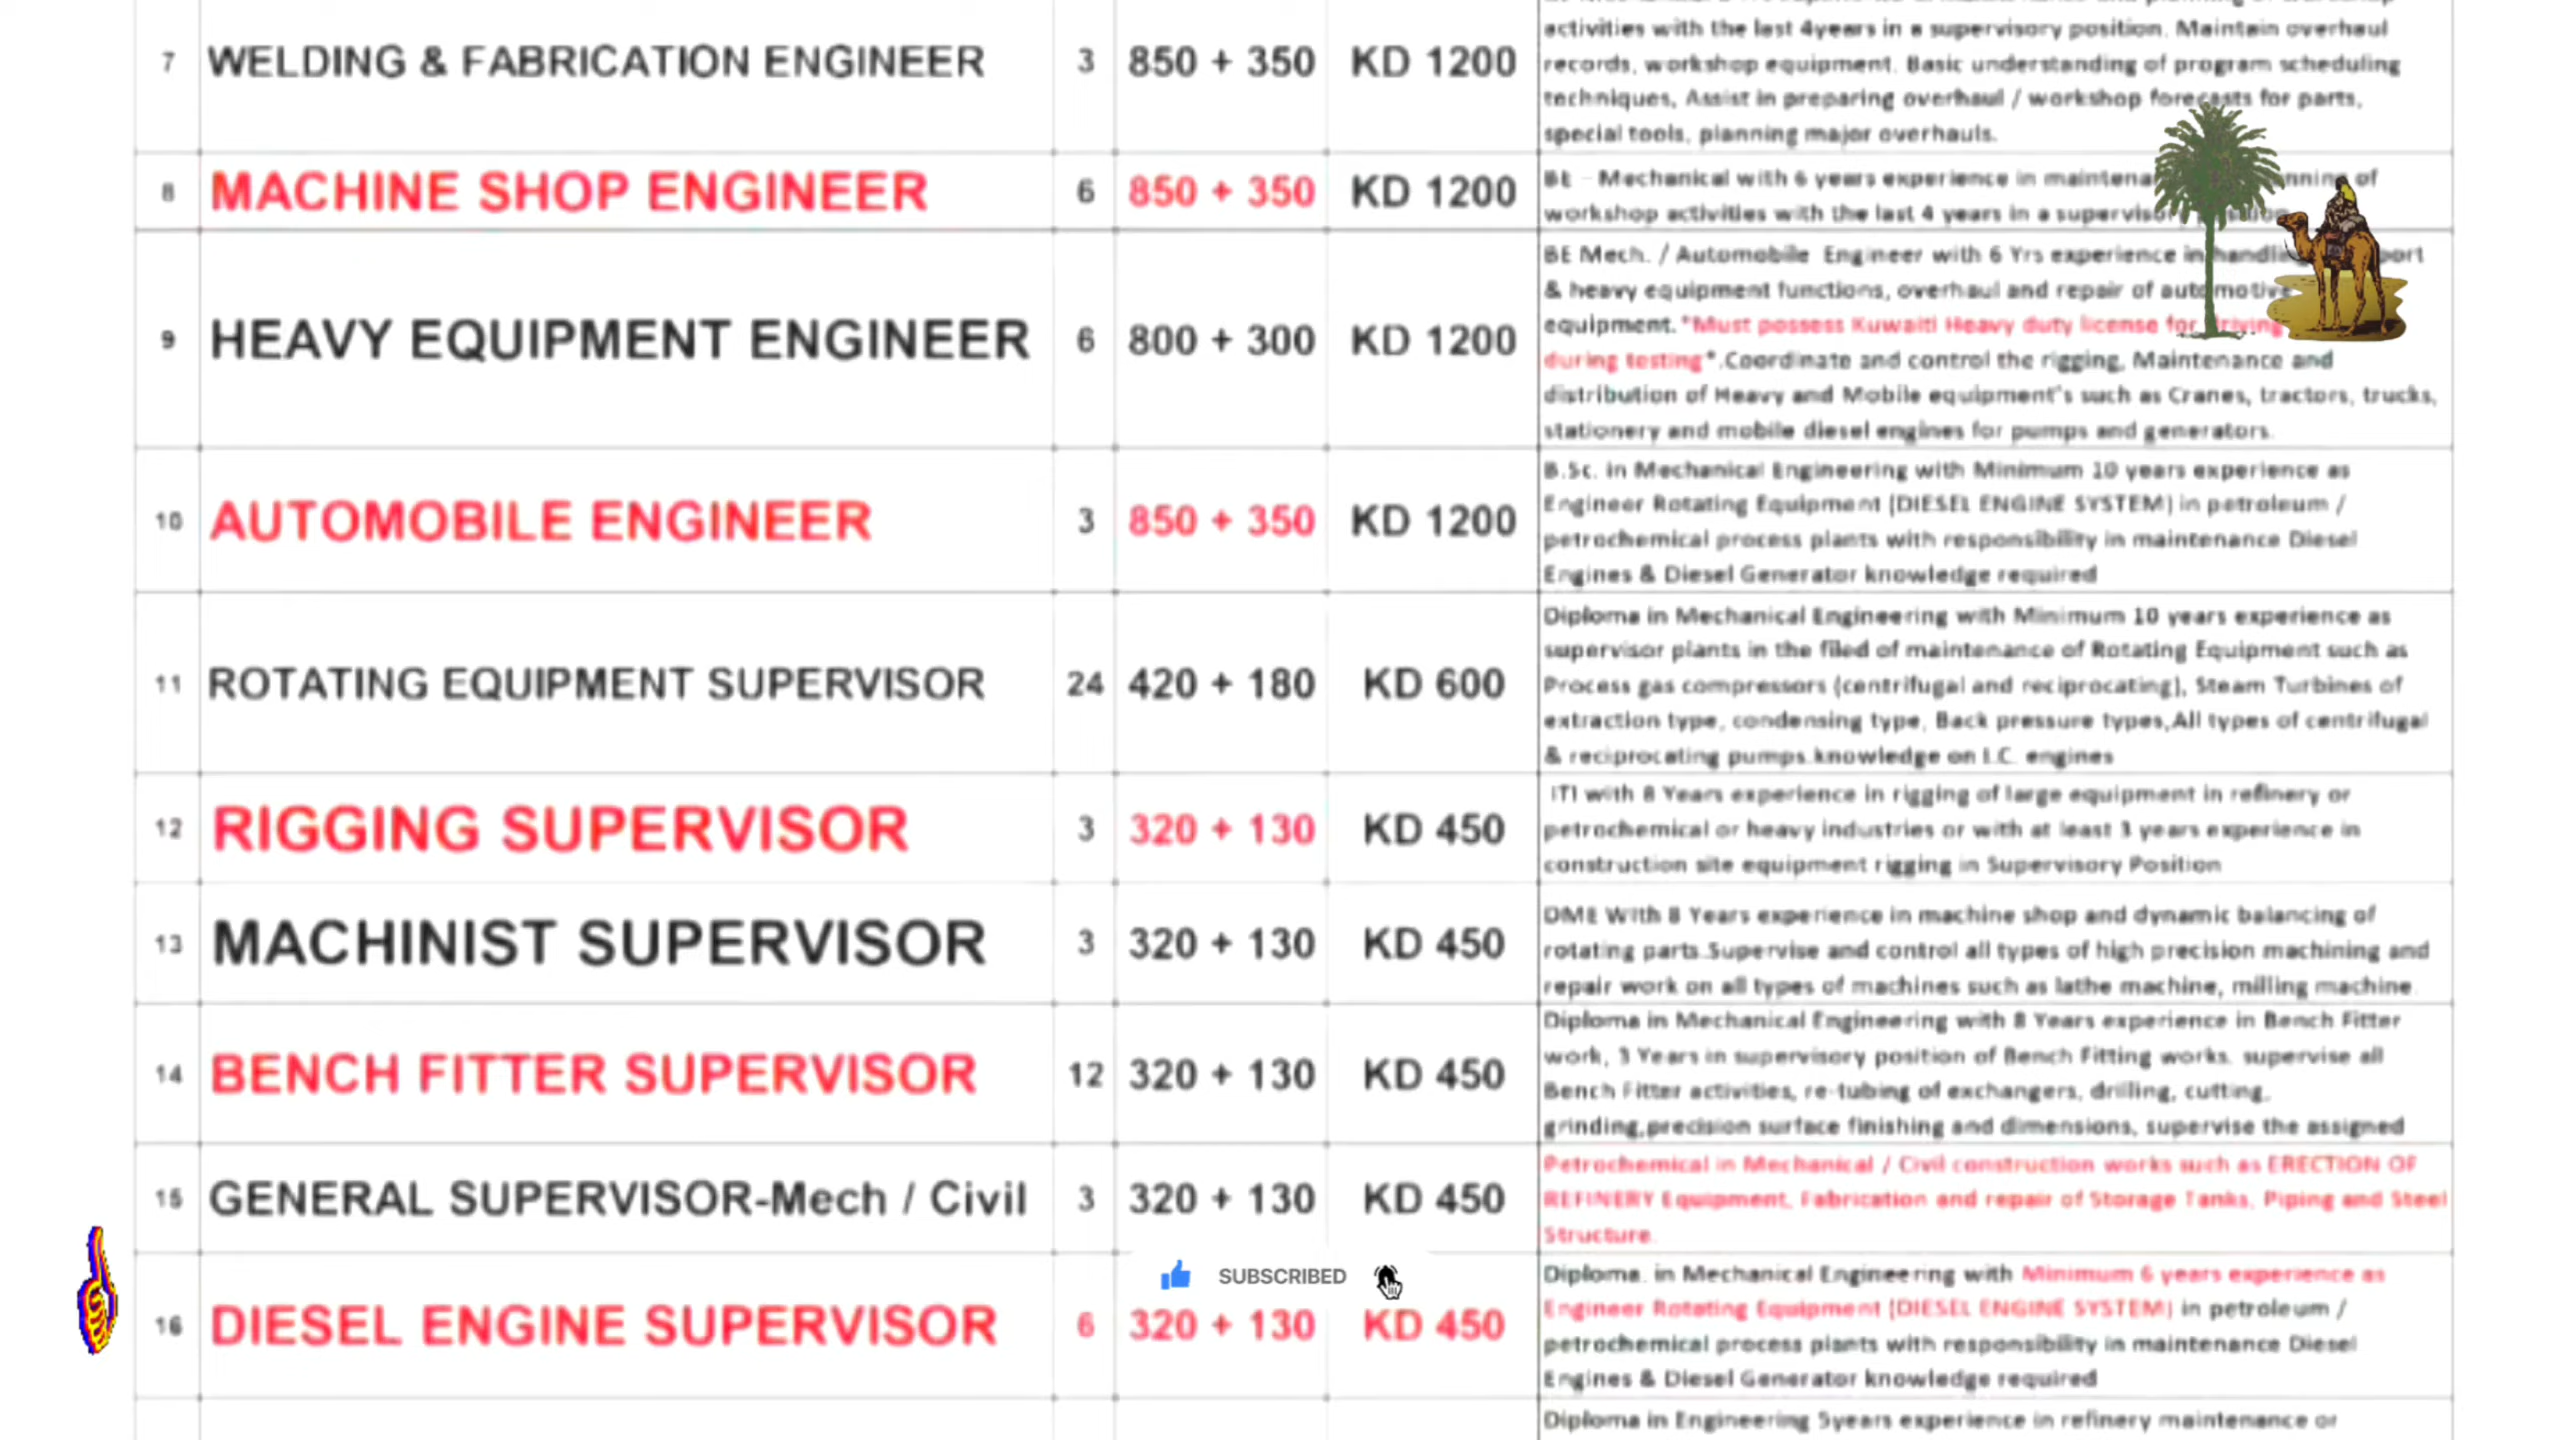 7 WELDING & FABRICATION ENGINEER 3 850 + 350 KD 1200
activities with the last 4years in a supervisory position. Maintain overhaul
records, workshop equipment. Basic understanding of program scheduling
techniques, Assist in preparing overhaul / workshop forecasts for parts,
special tools, planning major overhauls.
8 MACHINE SHOP ENGINEER 6 850 + 350 KD 1200
BE - Mechanical with 6 years experience in of
workshop activities with the last 4 years in a
9 HEAVY EQUIPMENT ENGINEER 6 800 + 300 KD 1200
BE Mech. / Automobile Engineer with 6 Yrs experience in
& heavy equipment functions, overhaul and repair of automotive
equipment.*Must possess Kuwaiti Heavy duty license for driving
during testing*.Coordinate and control the rigging, Maintenance and
distribution of Heavy and Mobile equipment's such as Cranes, tractors, trucks,
stationery and mobile diesel engines for pumps and generators.
10 AUTOMOBILE ENGINEER 3 850 + 350 KD 1200
B.Sc. in Mechanical Engineering with Minimum 10 years experience as
Engineer Rotating Equipment (DIESEL ENGINE SYSTEM) in petroleum /
petrochemical process plants with responsibility in maintenance Diesel
Engines & Diesel Generator knowledge required
11 ROTATING EQUIPMENT SUPERVISOR 24 420 + 180 KD 600
Diploma in Mechanical Engineering with Minimum 10 years experience as
supervisor plants in the filed of maintenance of Rotating Equipment such as
Process gas compressors (centrifugal and reciprocating), Steam Turbines of
extraction type, condensing type, Back pressure types,All types of centrifugal
& reciprocating pumps.knowledge on I.C. engines
12 RIGGING SUPERVISOR 3 320 + 130 KD 450
ITI with 8 Years experience in rigging of large equipment in refinery or
petrochemical or heavy industries or with at least 3 years experience in
construction site equipment rigging in Supervisory Position
13 MACHINIST SUPERVISOR 3 320 + 130 KD 450
DME With 8 Years experience in machine shop and dynamic balancing of
rotating parts.Supervise and control all types of high precision machining and
repair work on all types of machines such as lathe machine, milling machine.
14 BENCH FITTER SUPERVISOR 12 320 + 130 KD 450
Diploma in Mechanical Engineering with 8 Years experience in Bench Fitter
work, 3 Years in supervisory position of Bench Fitting works. supervise all
Bench Fitter activities, re-tubing of exchangers, drilling, cutting,
grinding,precision surface finishing and dimensions, supervise the assigned
15 GENERAL SUPERVISOR-Mech / Civil 3 320 + 130 KD 450
Petrochemical in Mechanical / Civil construction works such as ERECTION OF
REFINERY Equipment, Fabrication and repair of Storage Tanks, Piping and Steel
Structure.
SUBSCRIBED
16 DIESEL ENGINE SUPERVISOR 6 320 + 130 KD 450
Diploma. in Mechanical Engineering with Minimum 6 years experience as
Engineer Rotating Equipment (DIESEL ENGINE SYSTEM) in petroleum /
petrochemical process plants with responsibility in maintenance Diesel
Engines & Diesel Generator knowledge required
Diploma in Engineering 5years experience in refinery maintenance or